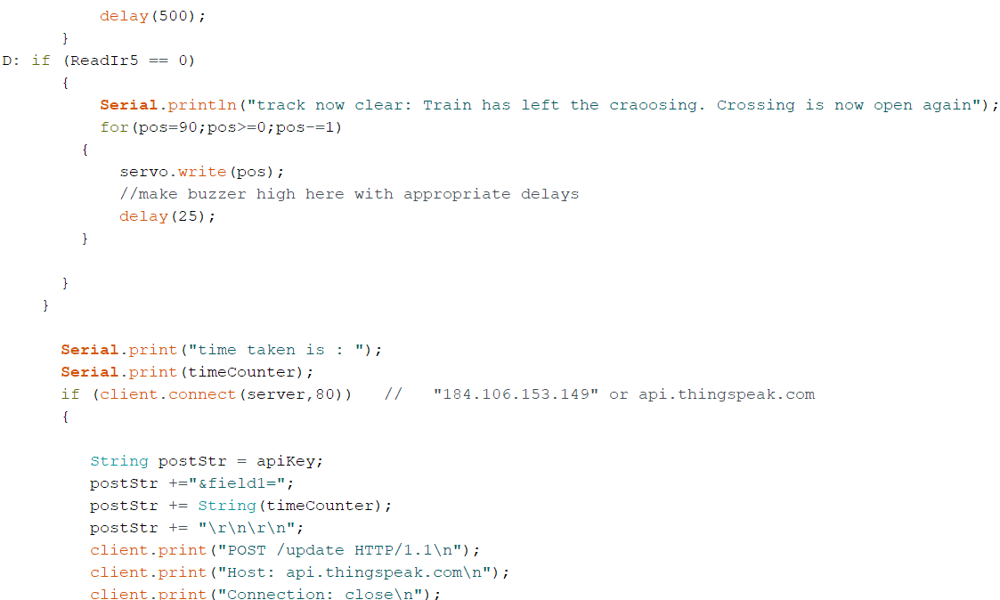 delay(500);
}
D: if (ReadIr5 == 0)
{
Serial.println("track now clear: Train has left the craoosing. Crossing is now open again");
for(pos=90;pos>=0;pos-=1)
{
servo.write(pos);
//make buzzer high here with appropriate delays
delay(25);
}
}
}
Serial.print("time taken is : ");
Serial.print(timeCounter);
if (client.connect(server,80)) // "184.106.153.149" or api.thingspeak.com
{
String postStr = apiKey;
postStr +="&field1=";
postStr += String(timeCounter);
postStr += "\r\n\r\n";
client.print("POST /update HTTP/1.1\n");
client.print("Host: api.thingspeak.com\n");
client.print("Connection: close\n");